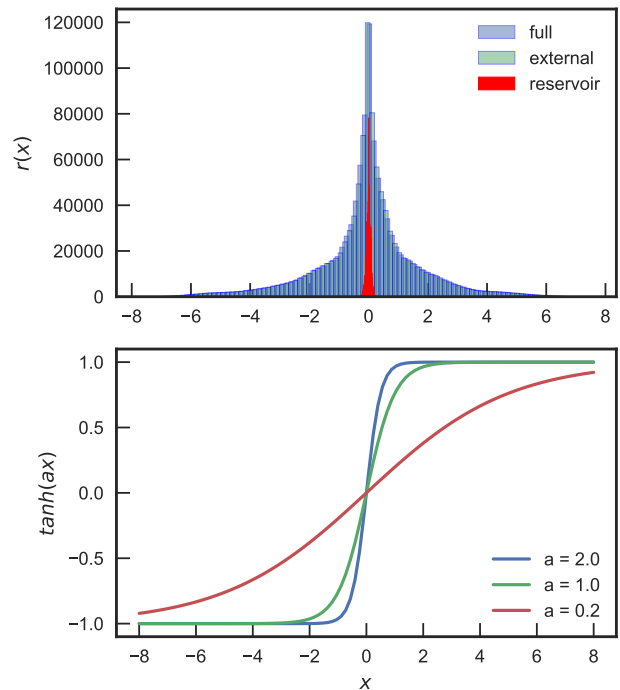 120000
100000
80000
60000
40000
20000
0
r(x)
full
external
reservoir
−8 −6 −4 −2 0 2 4 6 8
1.0
0.5
0.0
−0.5
−1.0
tanh(ax)
a = 2.0
a = 1.0
a = 0.2
−8 −6 −4 −2 0 2 4 6 8
x